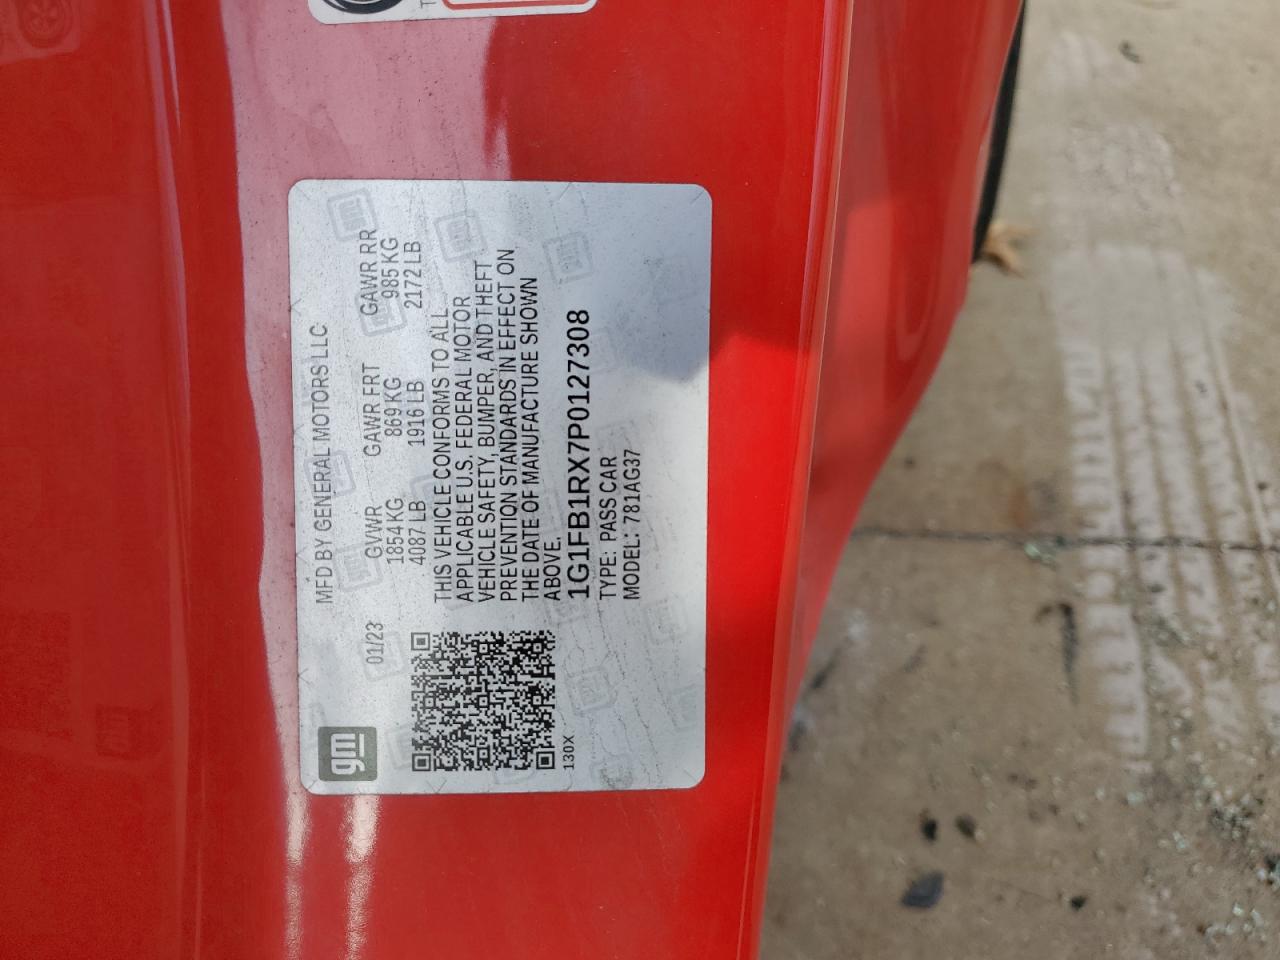 MFD BY GENERAL MOTORS LLC
01/23 GVWR GAWR FRT GAWR RR
1854 KG 869 KG 985 KG
4087 LB 1916 LB 2172 LB
THIS VEHICLE CONFORMS TO ALL
APPLICABLE U.S. FEDERAL MOTOR
VEHICLE SAFETY, BUMPER, AND THEFT
PREVENTION STANDARDS IN EFFECT ON
THE DATE OF MANUFACTURE SHOWN
ABOVE.
1G1FB1RX7P0127308
TYPE: PASS CAR
MODEL: 781AG37
gm
130X